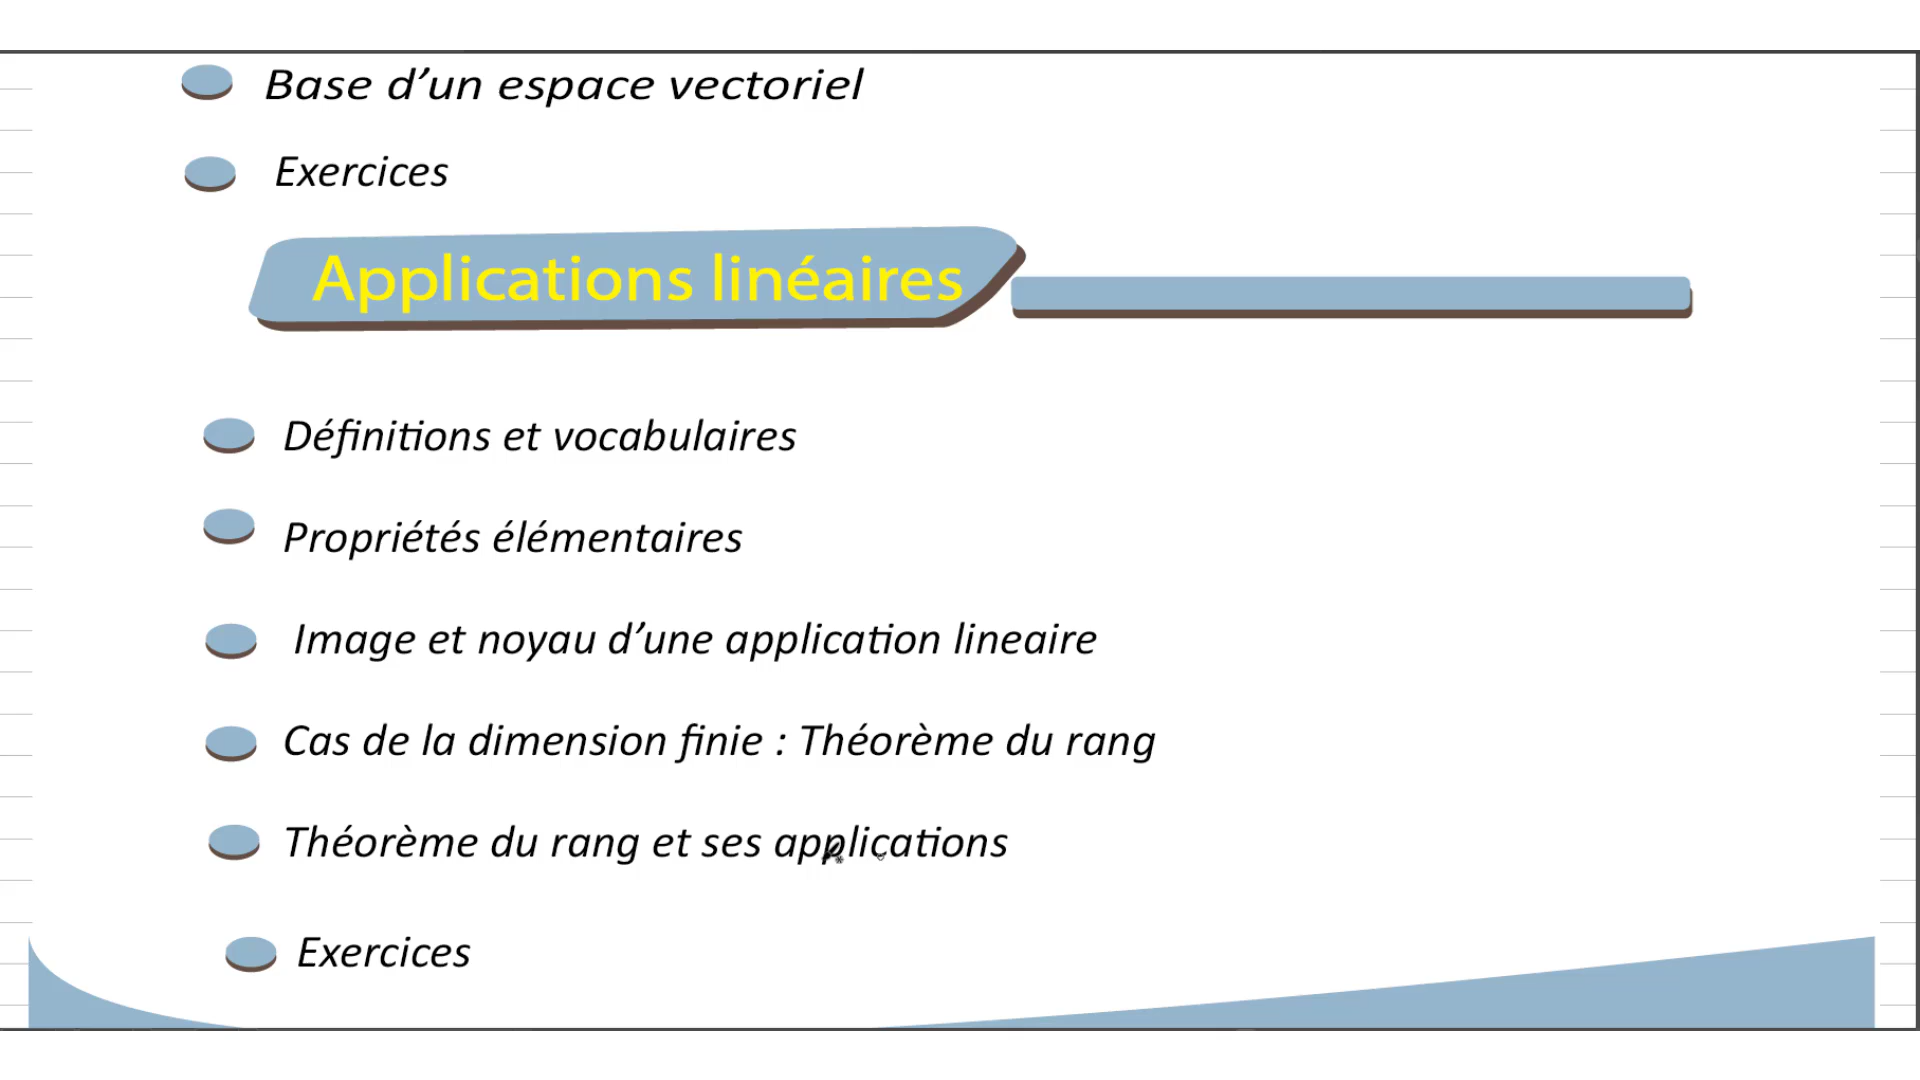 Base d’un espace vectoriel
Exercices
Applications linéaires
Définitions et vocabulaires
Propriétés élémentaires
Image et noyau d’une application lineaire
Cas de la dimension finie : Théorème du rang
Théorème du rang et ses applications
Exercices